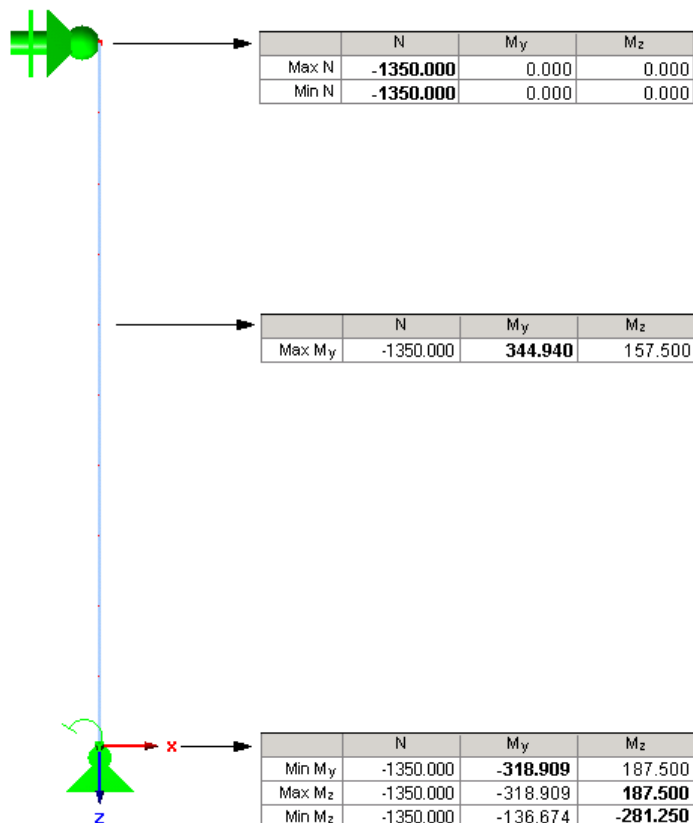 N My Mz
Max N -1350.000 0.000 0.000
Min N -1350.000 0.000 0.000
N My Mz
Max My -1350.000 344.940 157.500
X
N My Mz
Min My -1350.000 -318.909 187.500
Max Mz -1350.000 -318.909 187.500
Min Mz -1350.000 -136.674 -281.250
Z